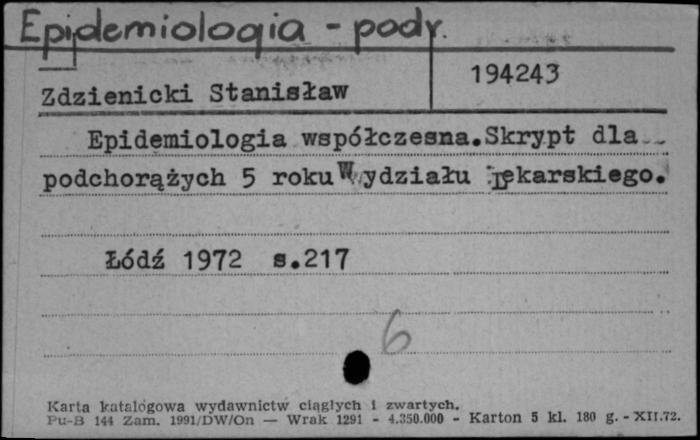 Epidemiologia - podr.
Zdzienicki Stanisław
194243
Epidemiologia współczesna.Skrypt dla
podchorążych 5 roku Wydziału Lekarskiego.
Łódź 1972 s.217
6
Karta katalogowa wydawnictw ciągłych i zwartych.
Pu-B 144 Zam. 1991/DW/On — Wrak 1291 - 4.350.000 - Karton 5 kl. 180 g. - XII.72.